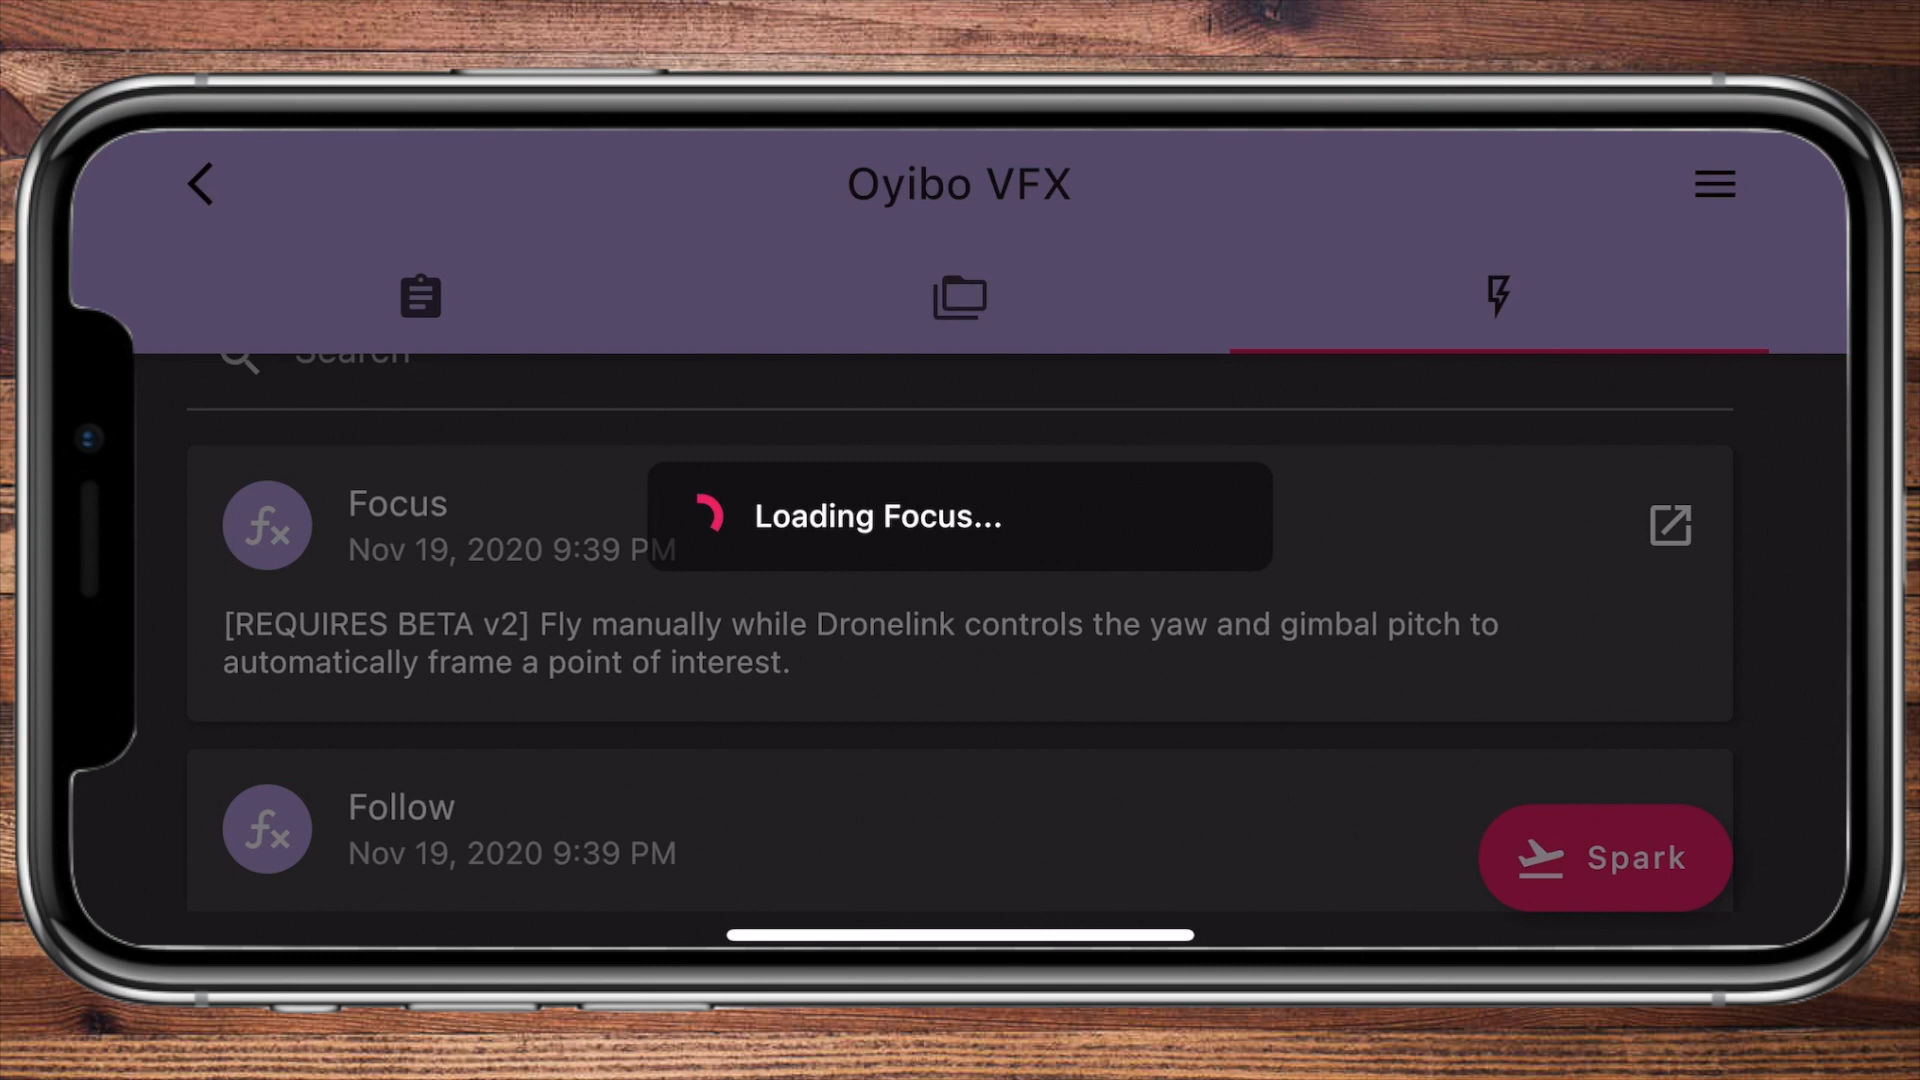 Oyibo VFX
Search
Focus
Nov 19, 2020 9:39 PM
Loading Focus...
[REQUIRES BETA v2] Fly manually while Dronelink controls the yaw and gimbal pitch to
automatically frame a point of interest.
Follow
Nov 19, 2020 9:39 PM
Spark